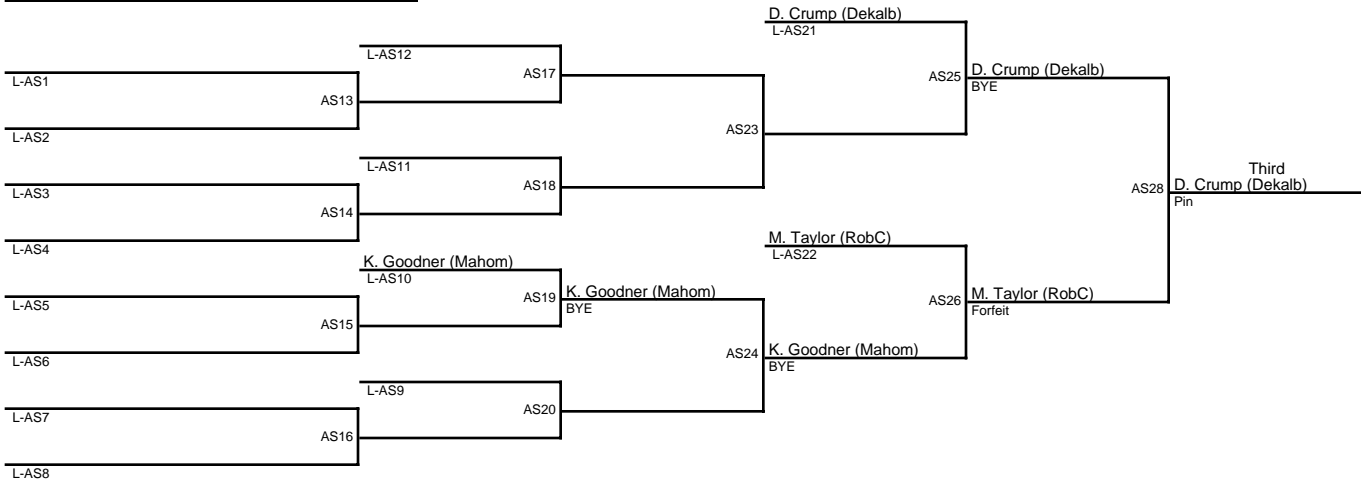 D. Crump (Dekalb)
L-AS21
L-AS12
AS17
L-AS1
AS13
L-AS2
AS25
D. Crump (Dekalb)
BYE
AS23
L-AS11
AS18
L-AS3
AS14
L-AS4
Third
AS28
D. Crump (Dekalb)
Pin
M. Taylor (RobC)
L-AS22
K. Goodner (Mahom)
L-AS10
AS19
K. Goodner (Mahom)
BYE
L-AS5
AS15
L-AS6
AS26
M. Taylor (RobC)
Forfeit
AS24
K. Goodner (Mahom)
BYE
L-AS9
AS20
L-AS7
AS16
L-AS8